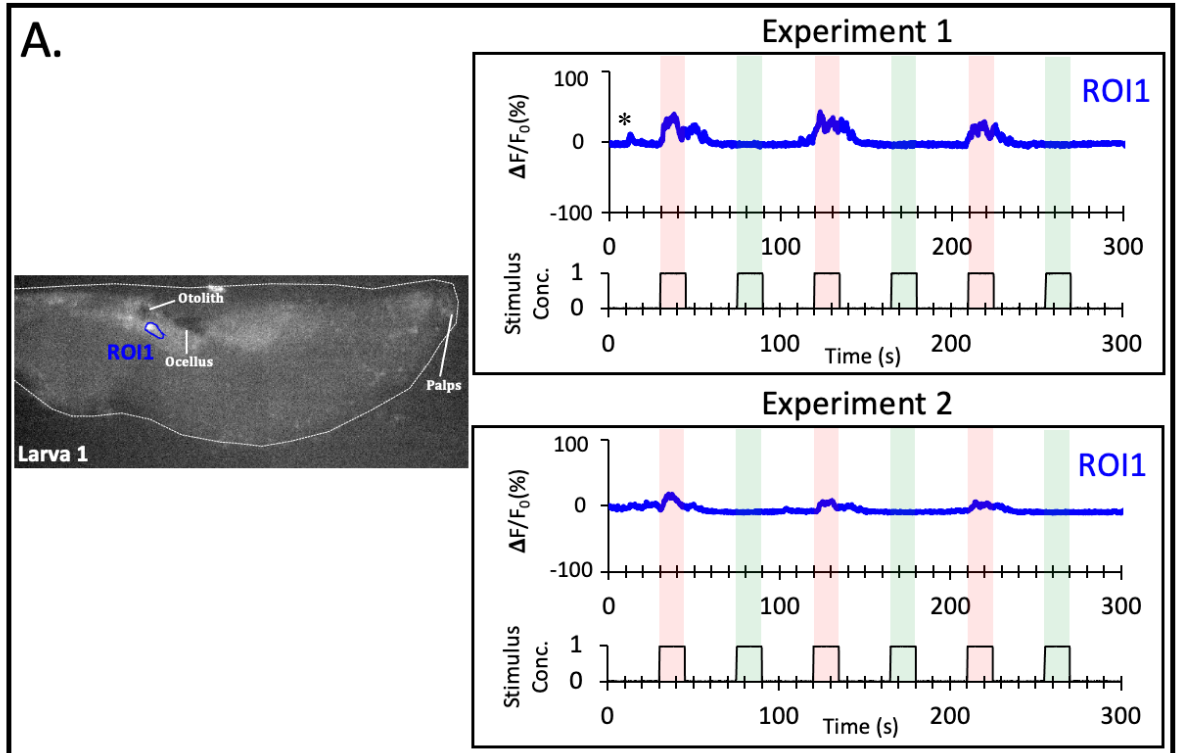 A.
Otolith
ROI1
Ocellus
Palps
Larva 1
Experiment 1
ROI1
ΔF/F₀(%)
100
0
-100
*
0 100 200 300
Stimulus
Conc.
1
0
0 100 200 300
Time (s)
Experiment 2
ROI1
ΔF/F₀(%)
100
0
-100
0 100 200 300
Stimulus
Conc.
1
0
0 100 200 300
Time (s)